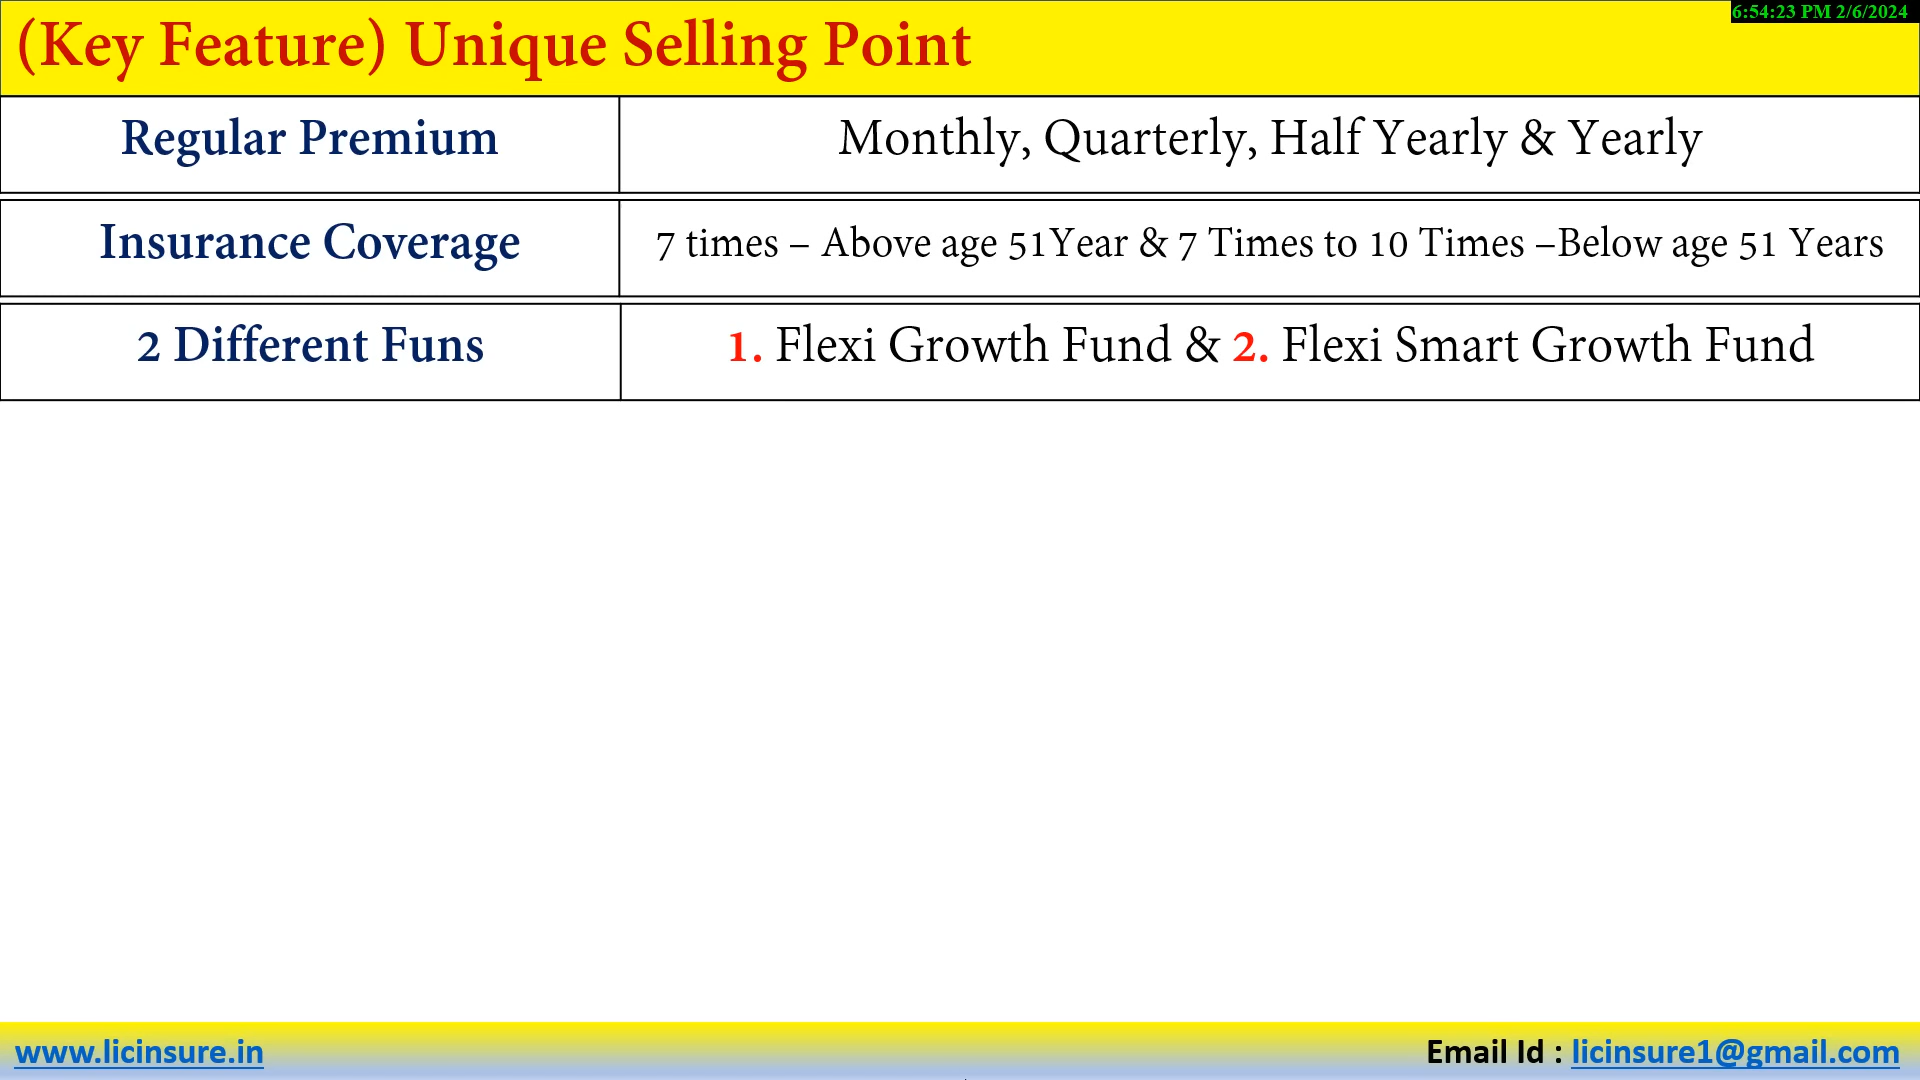 6:54:23 PM 2/6/2024
(Key Feature) Unique Selling Point
Regular Premium Monthly, Quarterly, Half Yearly & Yearly
Insurance Coverage 7 times – Above age 51Year & 7 Times to 10 Times –Below age 51 Years
2 Different Funs 1. Flexi Growth Fund & 2. Flexi Smart Growth Fund
www.licinsure.in Email Id : licinsure1@gmail.com